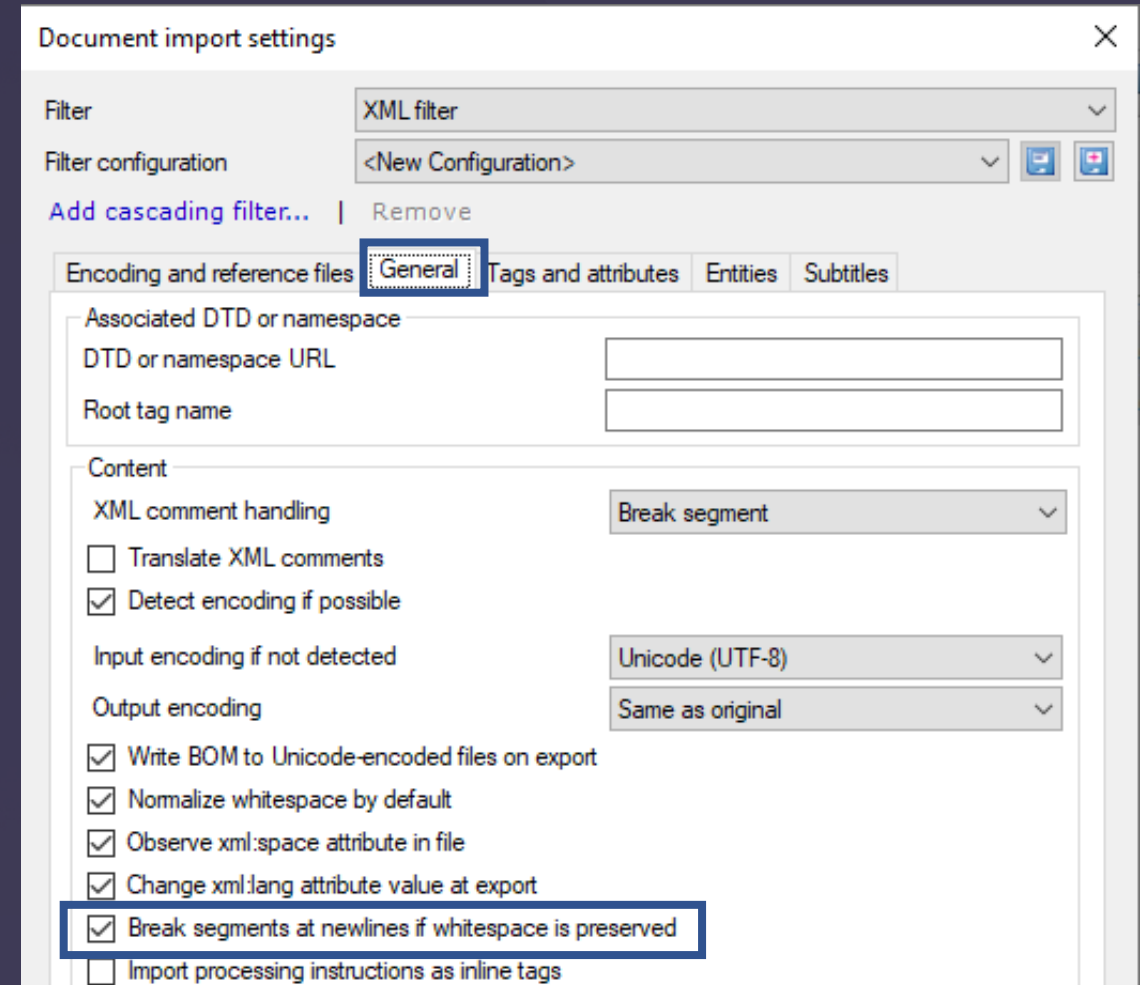 Document import settings
Filter XML filter
Filter configuration <New Configuration>
Add cascading filter... | Remove
Encoding and reference files General Tags and attributes Entities Subtitles
Associated DTD or namespace
DTD or namespace URL
Root tag name
Content
XML comment handling Break segment
Translate XML comments
Detect encoding if possible
Input encoding if not detected Unicode (UTF-8)
Output encoding Same as original
Write BOM to Unicode-encoded files on export
Normalize whitespace by default
Observe xml:space attribute in file
Change xml:lang attribute value at export
Break segments at newlines if whitespace is preserved
Import processing instructions as inline tags